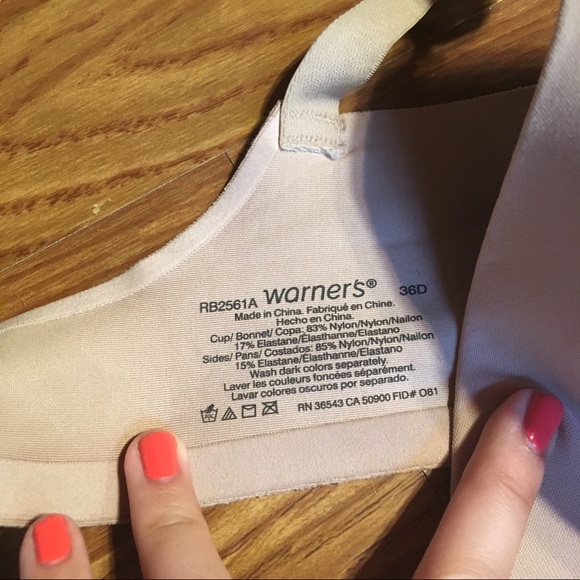 RB2561A warner's® 36D
Made in China. Fabriqué en Chine.
Hecho en China.
Cup/ Bonnet/ Copa: 83% Nylon/Nylon/Nailon
17% Elastane/Élasthanne/Elastano
Sides/ Pans/ Costados: 85% Nylon/Nylon/Nailon
15% Elastane/Élasthanne/Elastano
Wash dark colors separately.
Laver les couleurs foncées séparément.
Lavar colores oscuros por separado.
RN 36543 CA 50900 FID# O81